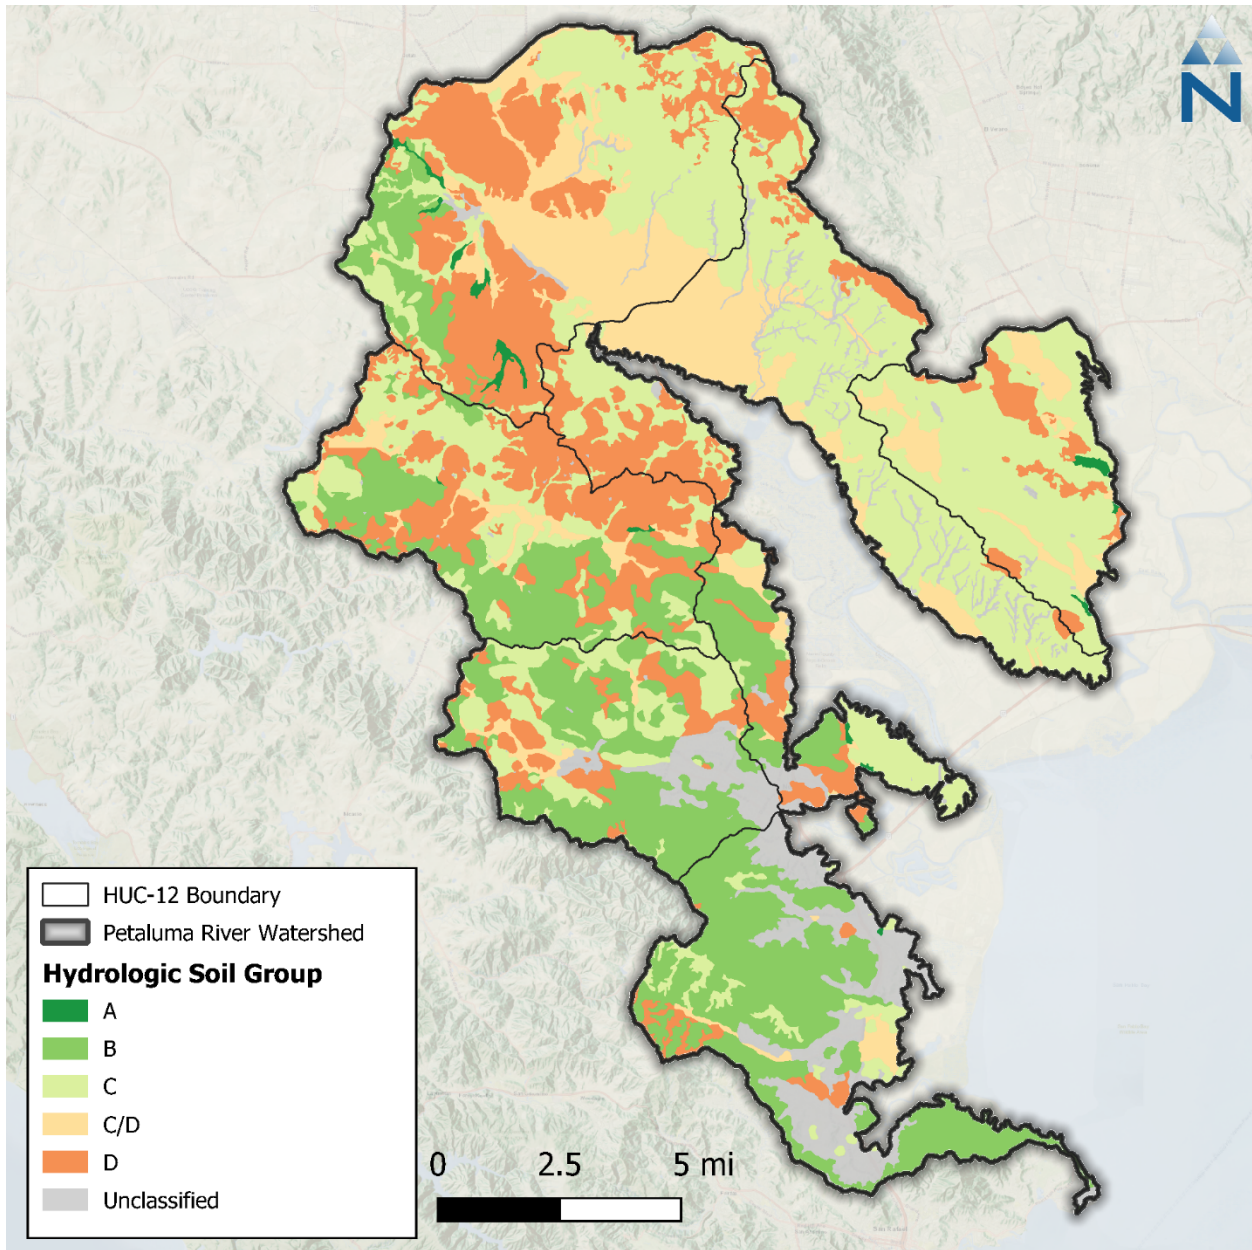 N
HUC-12 Boundary
Petaluma River Watershed
Hydrologic Soil Group
A
B
C
C/D
D
Unclassified
0 2.5 5 mi